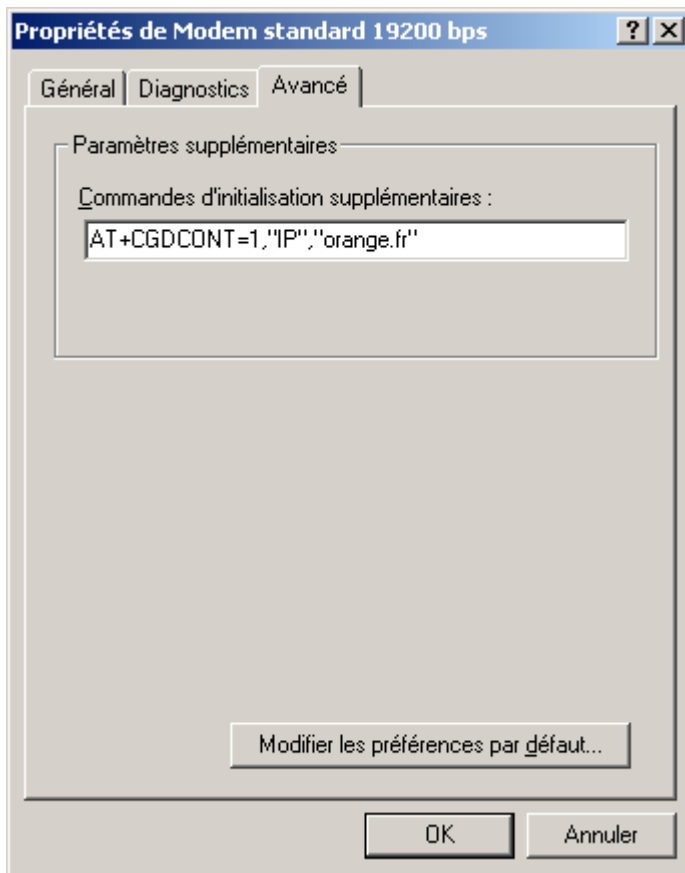 Propriétés de Modem standard 19200 bps
Général Diagnostics Avancé
Paramètres supplémentaires
Commandes d'initialisation supplémentaires :
AT+CGDCONT=1,"IP","orange.fr"
Modifier les préférences par défaut...
OK Annuler